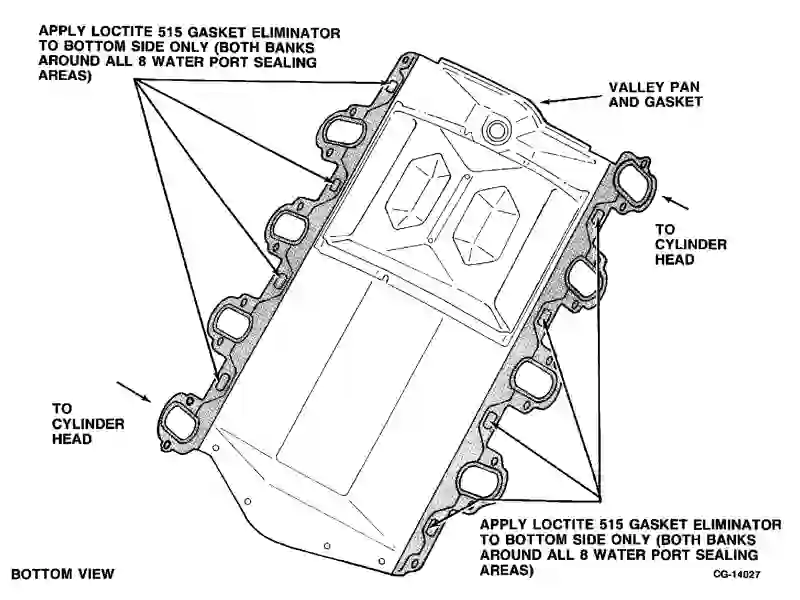 APPLY LOCTITE 515 GASKET ELIMINATOR
TO BOTTOM SIDE ONLY (BOTH BANKS
AROUND ALL 8 WATER PORT SEALING
AREAS)
VALLEY PAN
AND GASKET
TO
CYLINDER
HEAD
TO
CYLINDER
HEAD
APPLY LOCTITE 515 GASKET ELIMINATOR
TO BOTTOM SIDE ONLY (BOTH BANKS
AROUND ALL 8 WATER PORT SEALING
AREAS)
CG-14027
BOTTOM VIEW